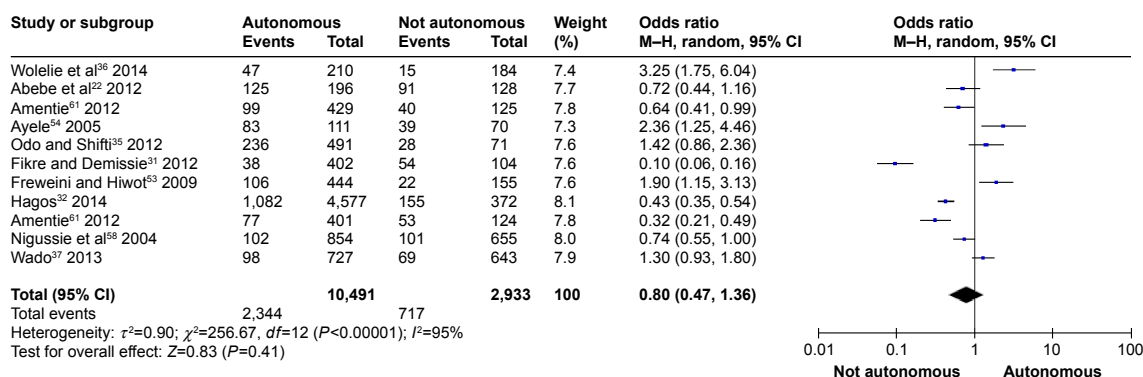 Study or subgroup Autonomous Not autonomous Weight Odds ratio Odds ratio
Events Total Events Total (%) M–H, random, 95% CI M–H, random, 95% CI
Wolelie et al³⁶ 2014 47 210 15 184 7.4 3.25 (1.75, 6.04)
Abebe et al²² 2012 125 196 91 128 7.7 0.72 (0.44, 1.16)
Amentie⁶¹ 2012 99 429 40 125 7.8 0.64 (0.41, 0.99)
Ayele⁵⁴ 2005 83 111 39 70 7.3 2.36 (1.25, 4.46)
Odo and Shifti³⁵ 2012 236 491 28 71 7.6 1.42 (0.86, 2.36)
Fikre and Demissie³¹ 2012 38 402 54 104 7.6 0.10 (0.06, 0.16)
Freweini and Hiwot⁵³ 2009 106 444 22 155 7.6 1.90 (1.15, 3.13)
Hagos³² 2014 1,082 4,577 155 372 8.1 0.43 (0.35, 0.54)
Amentie⁶¹ 2012 77 401 53 124 7.8 0.32 (0.21, 0.49)
Nigussie et al⁵⁸ 2004 102 854 101 655 8.0 0.74 (0.55, 1.00)
Wado³⁷ 2013 98 727 69 643 7.9 1.30 (0.93, 1.80)
Total (95% CI) 10,491 2,933 100 0.80 (0.47, 1.36)
Total events 2,344 717
Heterogeneity: τ²=0.90; χ²=256.67, df=12 (P<0.00001); I²=95%
Test for overall effect: Z=0.83 (P=0.41)
0.01 0.1 1 10 100
Not autonomous Autonomous